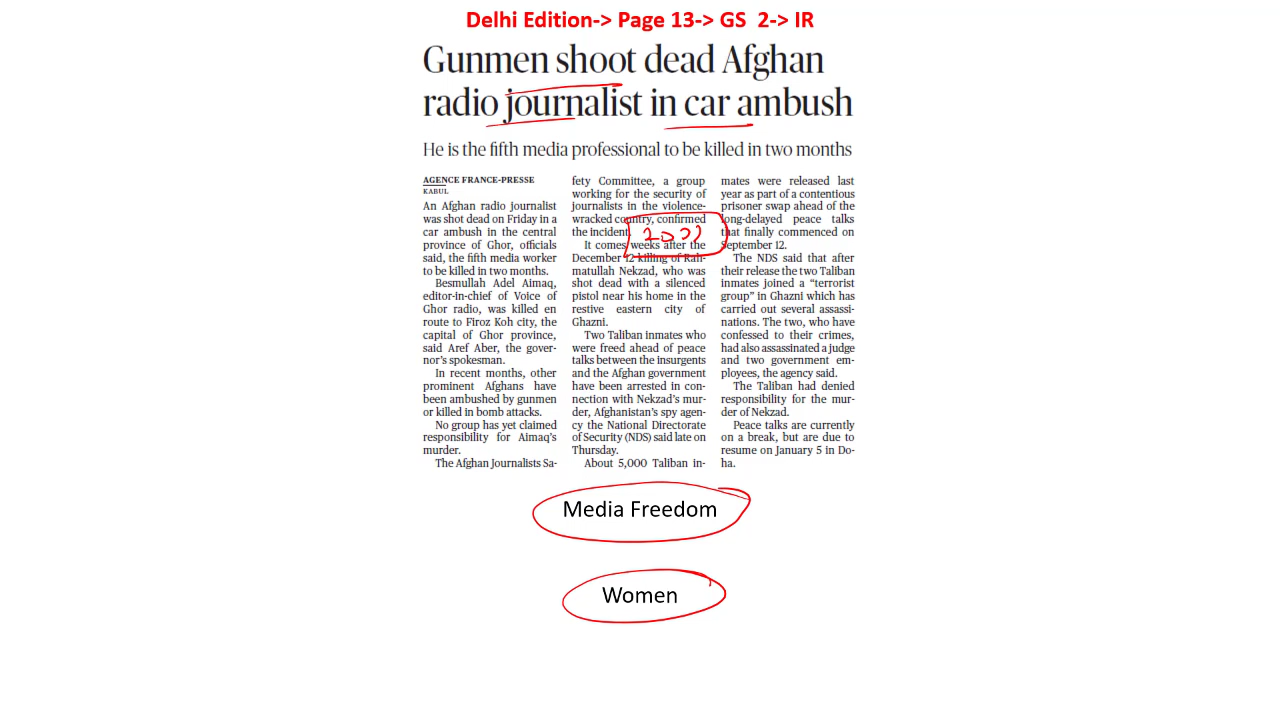 Delhi Edition-> Page 13-> GS  2-> IR
Gunmen shoot dead Afghan
radio journalist in car ambush
He is the fifth media professional to be killed in two months
AGENCE FRANCE-PRESSE
KABUL
An Afghan radio journalist
was shot dead on Friday in a
car ambush in the central
province of Ghor, officials
said, the fifth media worker
to be killed in two months.
Besmullah Adel Aimaq,
editor-in-chief of Voice of
Ghor radio, was killed en
route to Firoz Koh city, the
capital of Ghor province,
said Aref Aber, the gover-
nor's spokesman.
In recent months, other
prominent Afghans have
been ambushed by gunmen
or killed in bomb attacks.
No group has yet claimed
responsibility for Aimaq's
murder.
The Afghan Journalists Sa-
fety Committee, a group
working for the security of
journalists in the violence-
wracked country, confirmed
the incident.
It comes weeks after the
December 12 killing of Rah-
matullah Nekzad, who was
shot dead with a silenced
pistol near his home in the
restive eastern city of
Ghazni.
Two Taliban inmates who
were freed ahead of peace
talks between the insurgents
and the Afghan government
have been arrested in con-
nection with Nekzad's mur-
der, Afghanistan's spy agen-
cy the National Directorate
of Security (NDS) said late on
Thursday.
About 5,000 Taliban in-
mates were released last
year as part of a contentious
prisoner swap ahead of the
long-delayed peace talks
that finally commenced on
September 12.
The NDS said that after
their release the two Taliban
inmates joined a “terrorist
group” in Ghazni which has
carried out several assassi-
nations. The two, who have
confessed to their crimes,
had also assassinated a judge
and two government em-
ployees, the agency said.
The Taliban had denied
responsibility for the mur-
der of Nekzad.
Peace talks are currently
on a break, but are due to
resume on January 5 in Do-
ha.
Media Freedom
Women